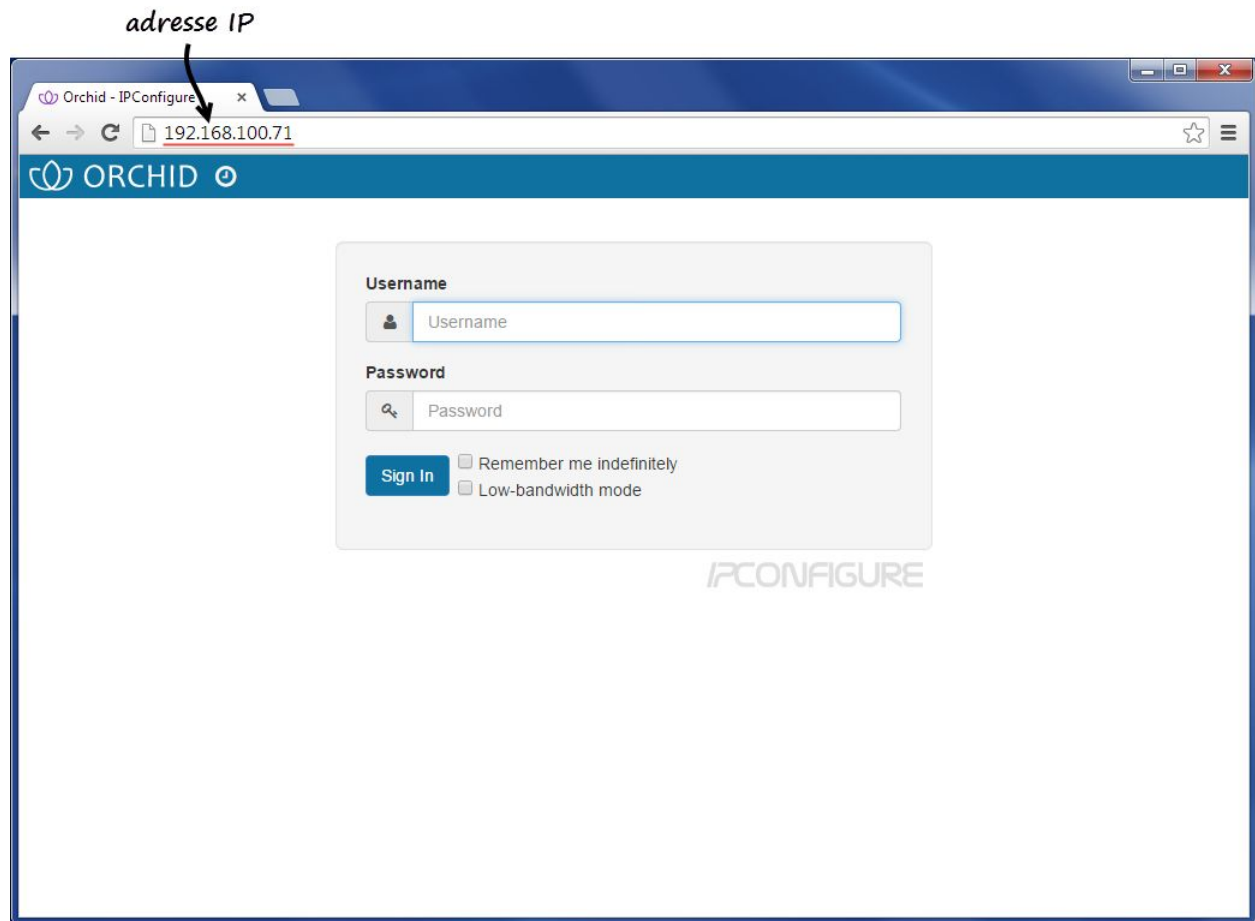 adresse IP
Orchid - IPConfigure
192.168.100.71
ORCHID
Username
Username
Password
Password
Sign In
Remember me indefinitely
Low-bandwidth mode
IPCONFIGURE